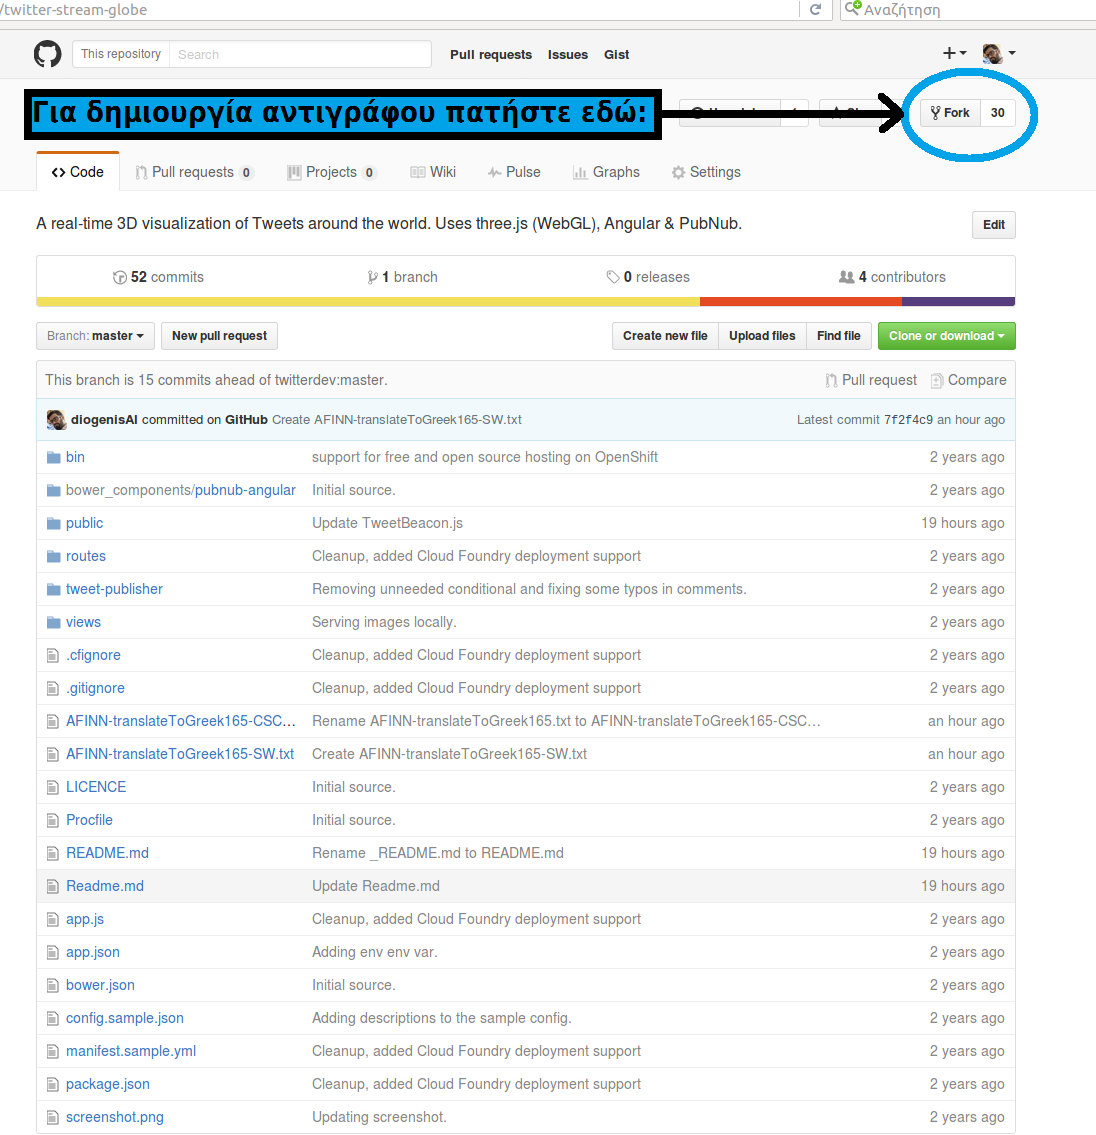 /twitter-stream-globe
Αναζήτηση
This repository Search Pull requests Issues Gist
Για δημιουργία αντιγράφου πατήστε εδώ:
Fork 30
Code Pull requests 0 Projects 0 Wiki Pulse Graphs Settings
A real-time 3D visualization of Tweets around the world. Uses three.js (WebGL), Angular & PubNub.
Edit
52 commits 1 branch 0 releases 4 contributors
Branch: master New pull request Create new file Upload files Find file Clone or download
This branch is 15 commits ahead of twitterdev:master. Pull request Compare
diogenisAl committed on GitHub Create AFINN-translateToGreek165-SW.txt Latest commit 7f2f4c9 an hour ago
bin support for free and open source hosting on OpenShift 2 years ago
bower_components/pubnub-angular Initial source. 2 years ago
public Update TweetBeacon.js 19 hours ago
routes Cleanup, added Cloud Foundry deployment support 2 years ago
tweet-publisher Removing unneeded conditional and fixing some typos in comments. 2 years ago
views Serving images locally. 2 years ago
.cfignore Cleanup, added Cloud Foundry deployment support 2 years ago
.gitignore Cleanup, added Cloud Foundry deployment support 2 years ago
AFINN-translateToGreek165-CSC… Rename AFINN-translateToGreek165.txt to AFINN-translateToGreek165-CSC… an hour ago
AFINN-translateToGreek165-SW.txt Create AFINN-translateToGreek165-SW.txt an hour ago
LICENCE Initial source. 2 years ago
Procfile Initial source. 2 years ago
README.md Rename _README.md to README.md 19 hours ago
Readme.md Update Readme.md 19 hours ago
app.js Cleanup, added Cloud Foundry deployment support 2 years ago
app.json Adding env env var. 2 years ago
bower.json Initial source. 2 years ago
config.sample.json Adding descriptions to the sample config. 2 years ago
manifest.sample.yml Cleanup, added Cloud Foundry deployment support 2 years ago
package.json Cleanup, added Cloud Foundry deployment support 2 years ago
screenshot.png Updating screenshot. 2 years ago